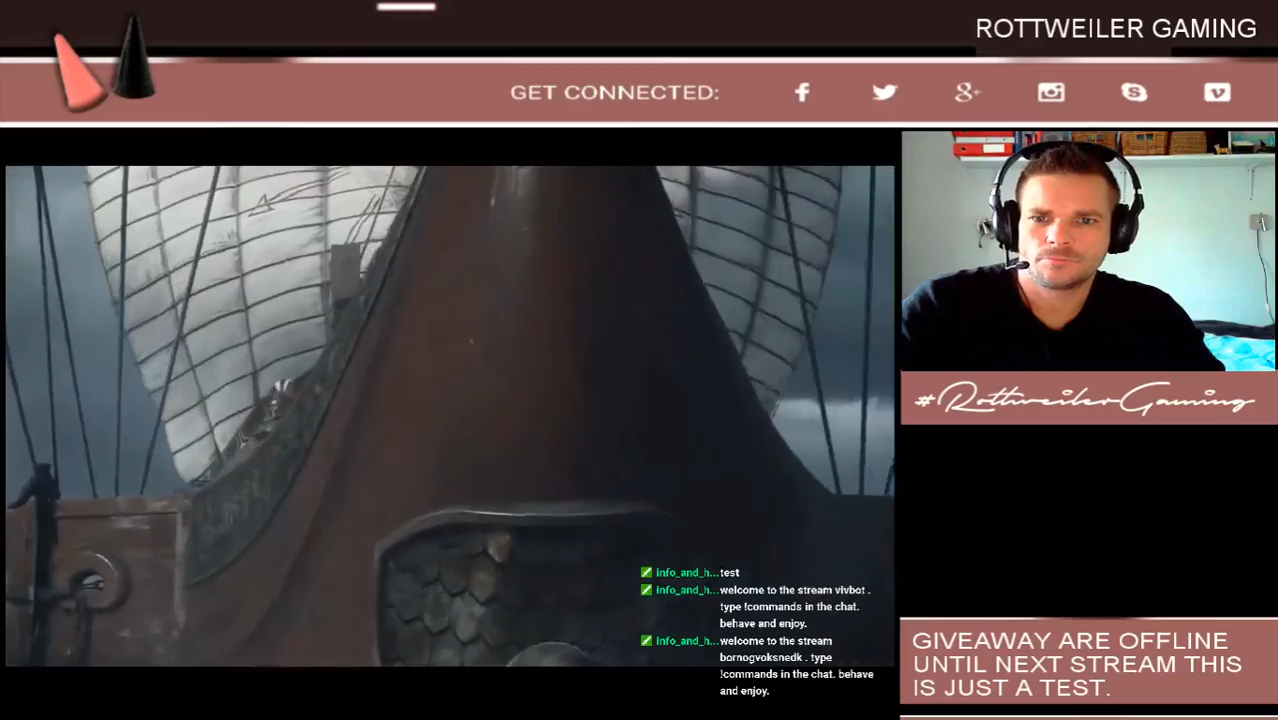 ROTTWEILER GAMING
GET CONNECTED:
#RottweilerGaming
info_and_h... test
info_and_h... welcome to the stream vivbot .
type !commands in the chat.
behave and enjoy.
info_and_h... welcome to the stream
bornogvoksnedk . type
!commands in the chat. behave
and enjoy.
GIVEAWAY ARE OFFLINE
UNTIL NEXT STREAM THIS
IS JUST A TEST.